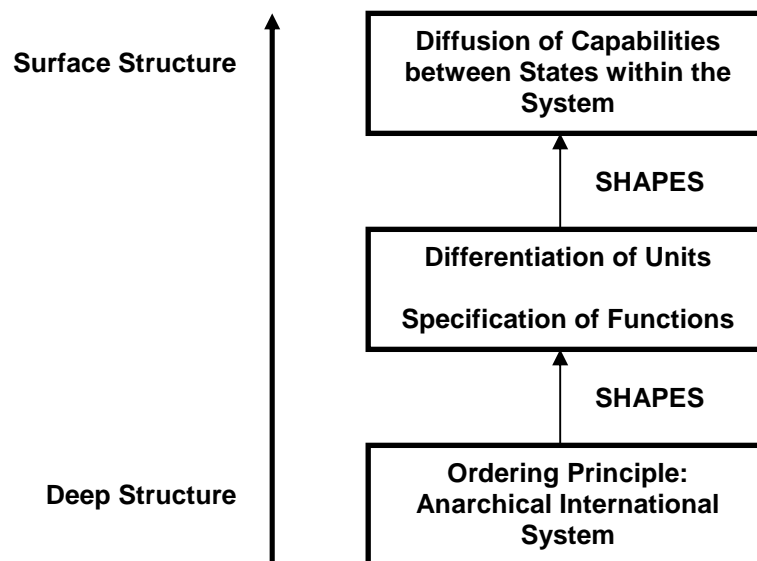 Surface Structure
Diffusion of Capabilities
between States within the
System
SHAPES
Differentiation of Units
Specification of Functions
SHAPES
Deep Structure
Ordering Principle:
Anarchical International
System